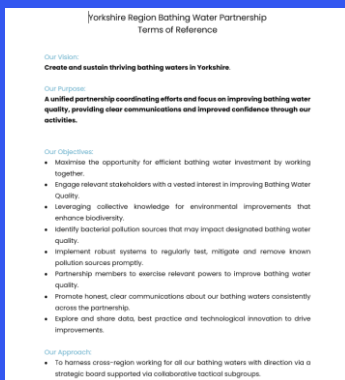 Yorkshire Region Bathing Water Partnership
Terms of Reference
Our Vision:
Create and sustain thriving bathing waters in Yorkshire.
Our Purpose:
A unified partnership coordinating efforts and focus on improving bathing water
quality, providing clear communications and improved confidence through our
activities.
Our Objectives:
• Maximise the opportunity for efficient bathing water investment by working
together.
• Engage relevant stakeholders with a vested interest in improving Bathing Water
Quality.
• Leveraging collective knowledge for environmental improvements that
enhance biodiversity.
• Identify bacterial pollution sources that may impact designated bathing water
quality.
• Implement robust systems to regularly test, mitigate and remove known
pollution sources promptly.
• Partnership members to exercise relevant powers to improve bathing water
quality.
• Promote honest, clear communications about our bathing waters consistently
across the partnership.
• Explore and share data, best practice and technological innovation to drive
improvements.
Our Approach:
• To harness cross-region working for all our bathing waters with direction via a
strategic board supported via collaborative tactical subgroups.